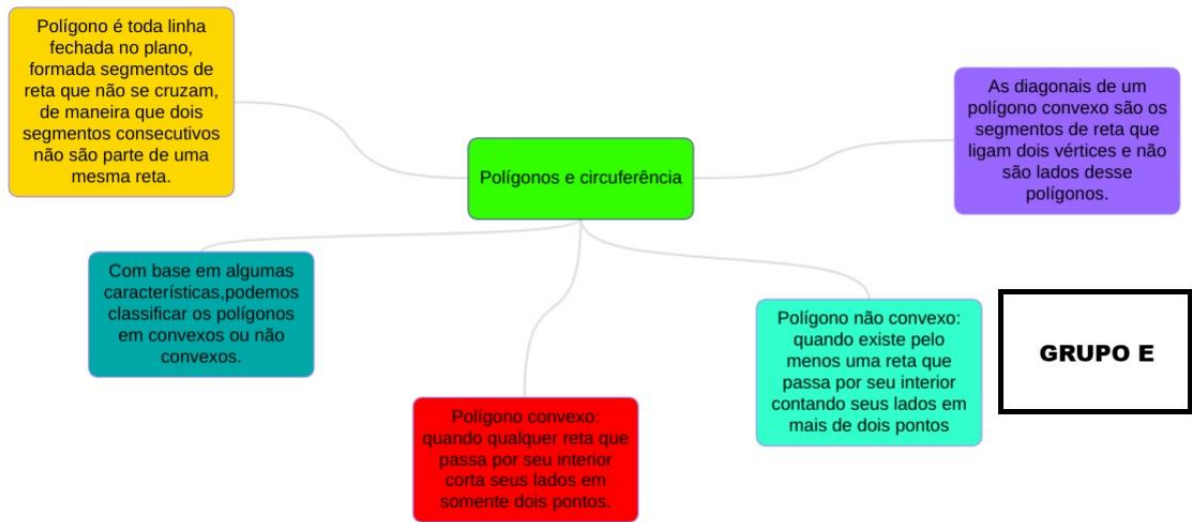 Polígono é toda linha
fechada no plano,
formada segmentos de
reta que não se cruzam,
de maneira que dois
segmentos consecutivos
não são parte de uma
mesma reta.
As diagonais de um
polígono convexo são os
segmentos de reta que
ligam dois vértices e não
são lados desse
polígonos.
Polígonos e circuferência
Com base em algumas
características,podemos
classificar os polígonos
em convexos ou não
convexos.
Polígono não convexo:
quando existe pelo
menos uma reta que
passa por seu interior
contando seus lados em
mais de dois pontos
GRUPO E
Polígono convexo:
quando qualquer reta que
passa por seu interior
corta seus lados em
somente dois pontos.